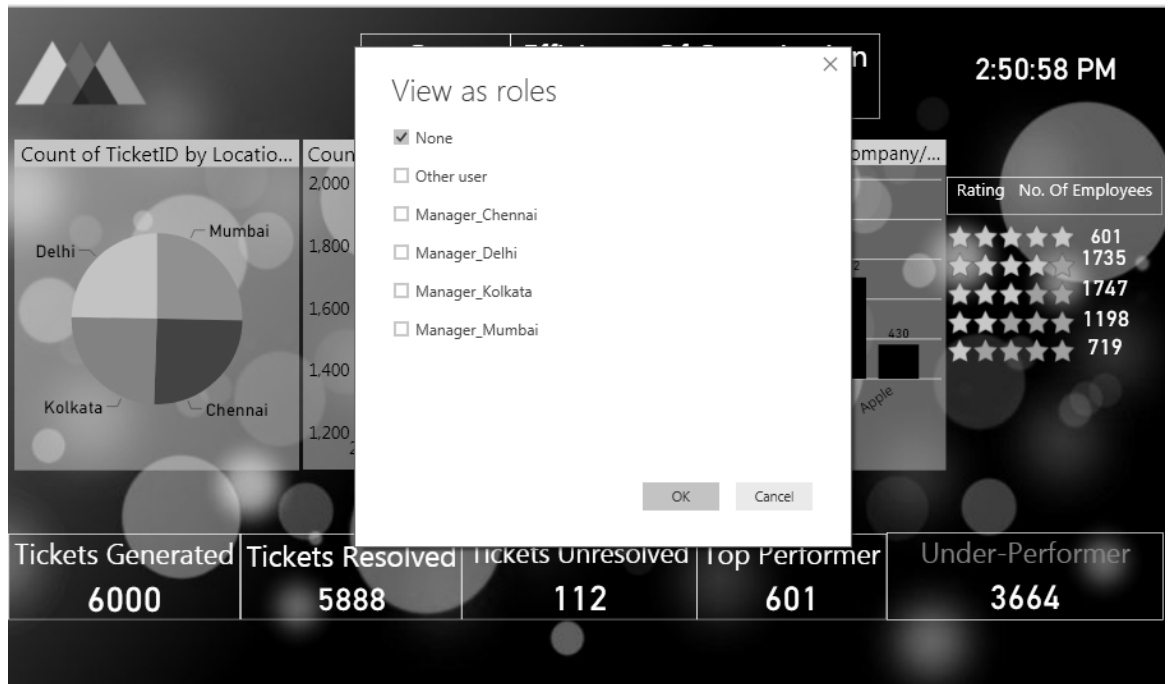 2:50:58 PM
View as roles
None
Other user
Manager_Chennai
Manager_Delhi
Manager_Kolkata
Manager_Mumbai
OK
Cancel
Count of TicketID by Locatio...
Mumbai
Delhi
Kolkata
Chennai
Coun
2,000
1,800
1,600
1,400
1,200
ompany/...
2
430
Apple
Rating No. Of Employees
601
1735
1747
1198
719
Tickets Generated
6000
Tickets Resolved
5888
Tickets Unresolved
112
Top Performer
601
Under-Performer
3664